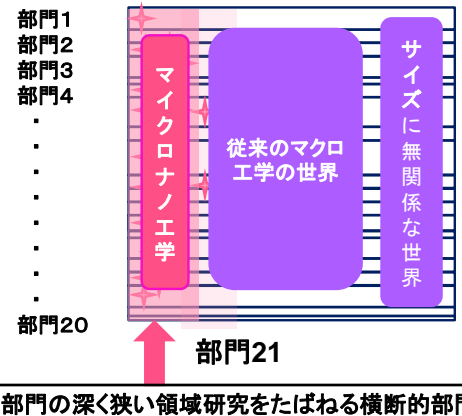 部門1
部門2
部門3
部門4
・
・
・
・
・
・
・
・
部門20
マイクロナノ工学
従来のマクロ
工学の世界
サイズに無関係な世界
部門21
部門の深く狭い領域研究をたばねる横断的部門